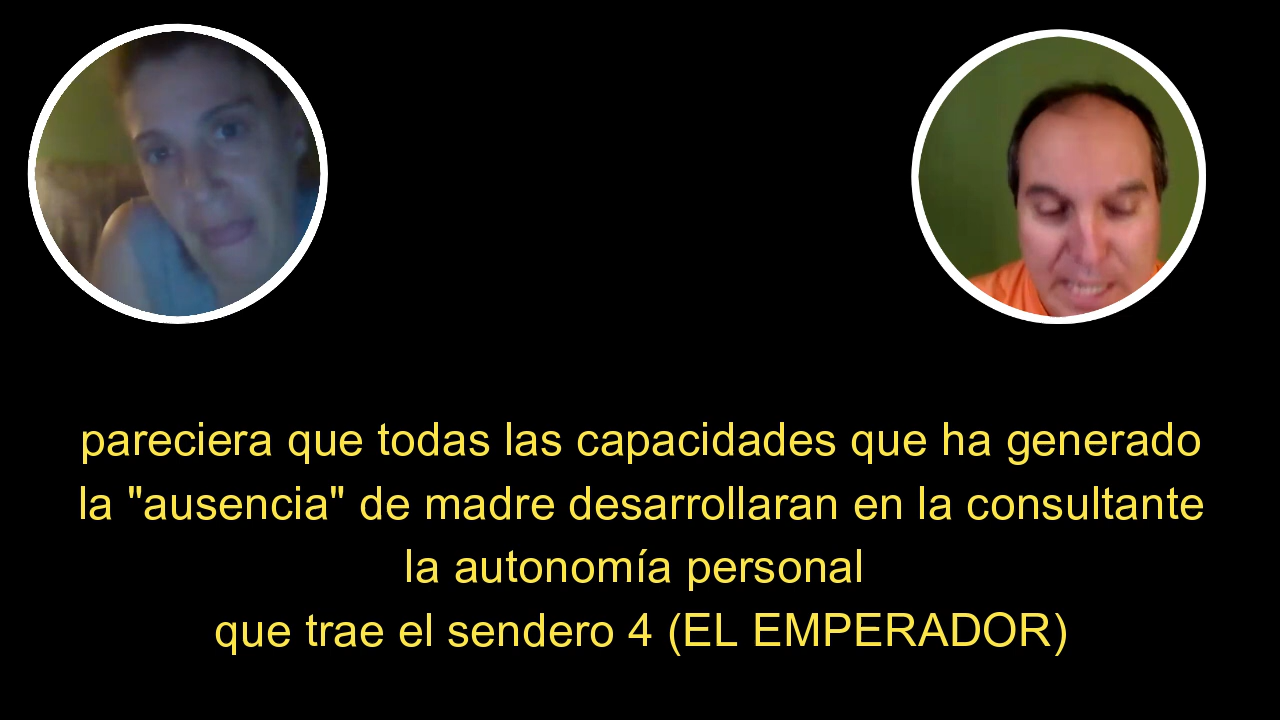 pareciera que todas las capacidades que ha generado
la "ausencia" de madre desarrollaran en la consultante
la autonomía personal
que trae el sendero 4 (EL EMPERADOR)